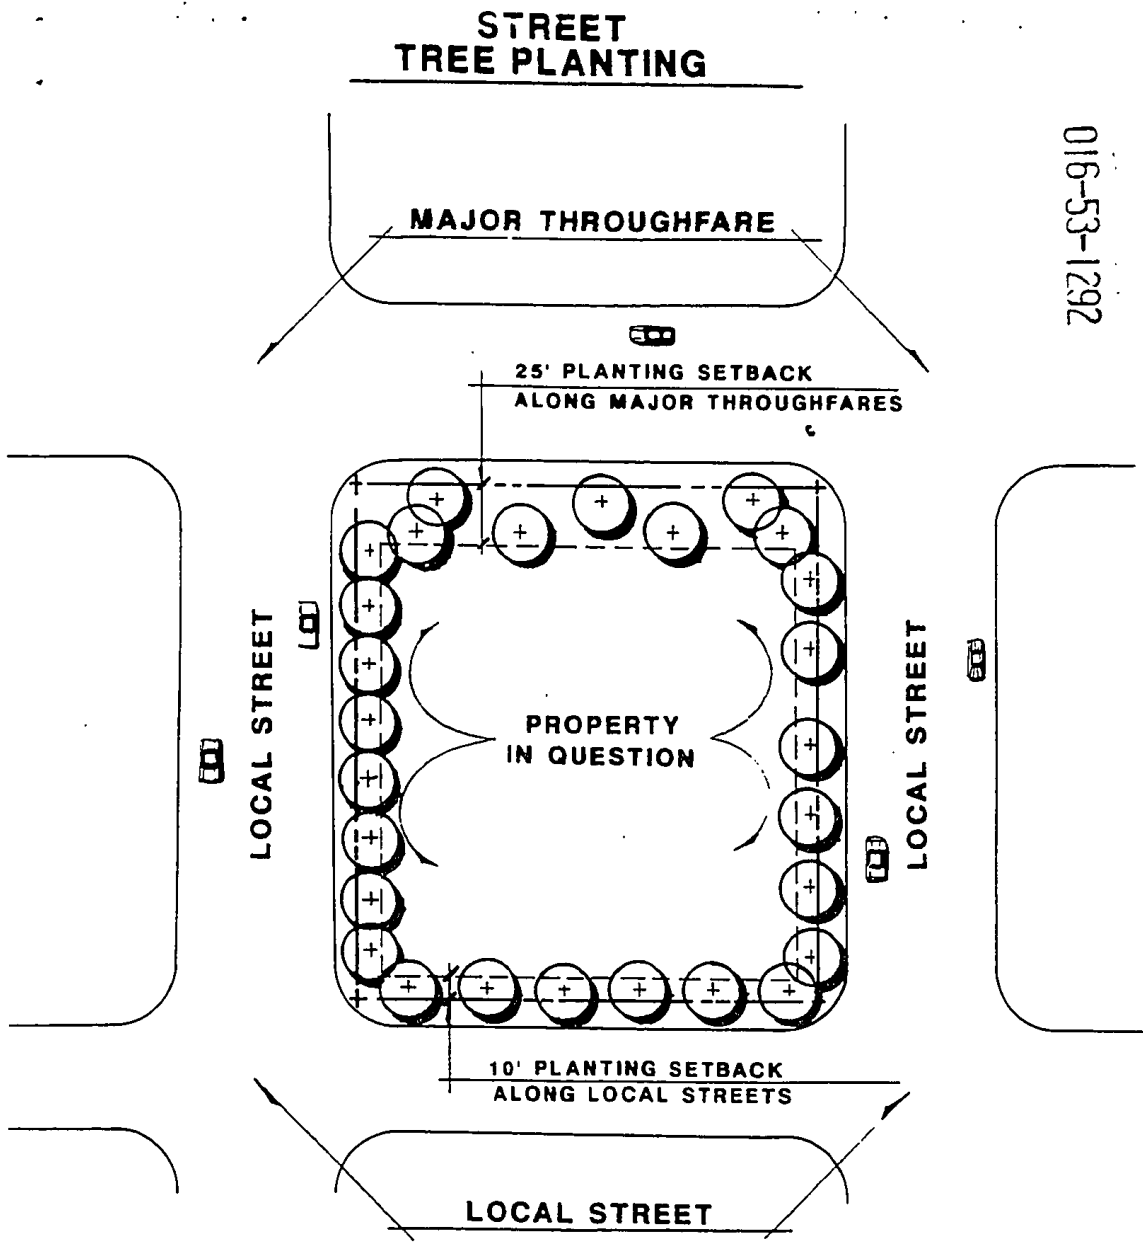 STREET
TREE PLANTING
016-53-1292
MAJOR THROUGHFARE
25' PLANTING SETBACK
ALONG MAJOR THROUGHFARES
LOCAL STREET
PROPERTY
IN QUESTION
LOCAL STREET
10' PLANTING SETBACK
ALONG LOCAL STREETS
LOCAL STREET